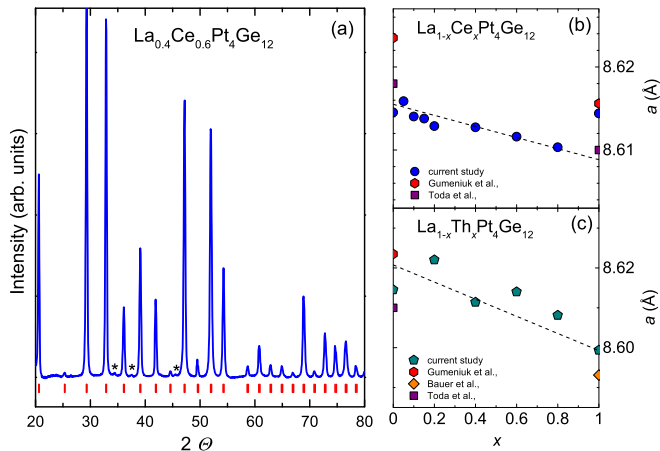 La0.4Ce0.6Pt4Ge12 (a)
Intensity (arb. units)
* * *
20 30 40 50 60 70 80
2 Θ
La1-xCexPt4Ge12 (b)
8.62
8.61
a (Å)
current study
Gumeniuk et al.,
Toda et al.,
La1-xThxPt4Ge12 (c)
8.62
8.60
a (Å)
current study
Gumeniuk et al.,
Bauer et al.,
Toda et al.,
0 0.2 0.4 0.6 0.8 1
x